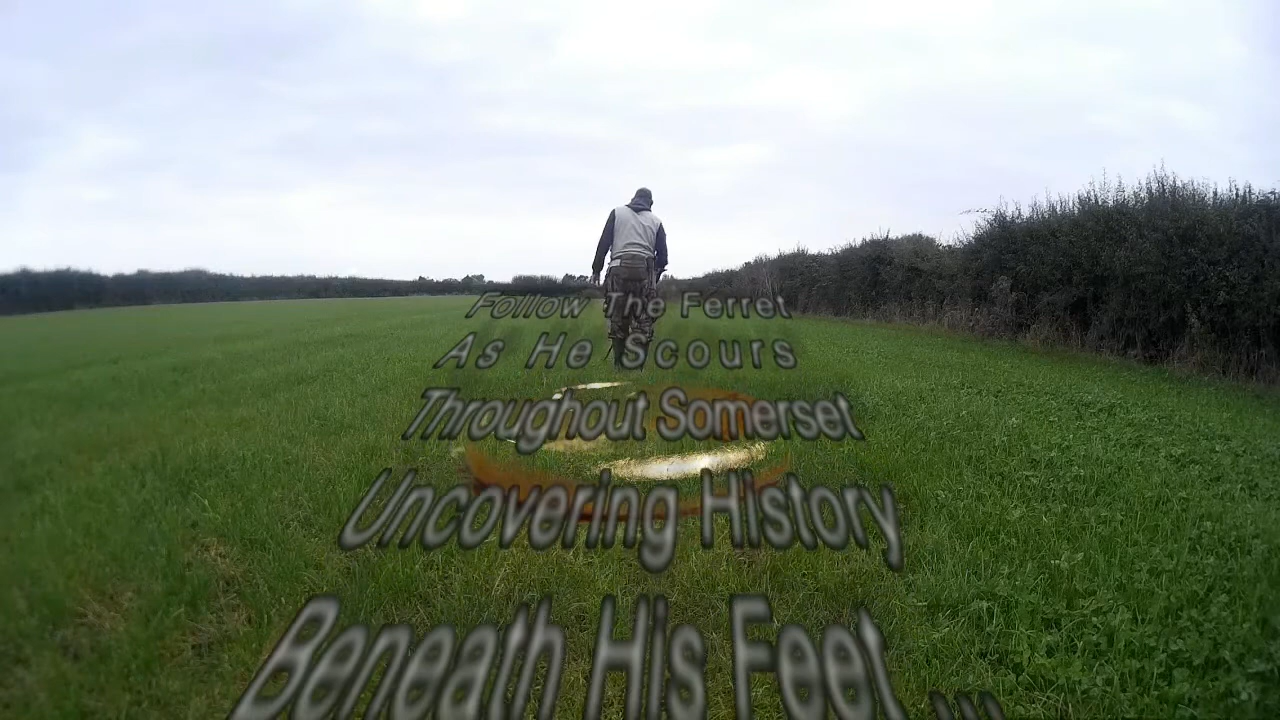 Follow The Ferret
As He Scours
Throughout Somerset
Uncovering History
Beneath His Feet...